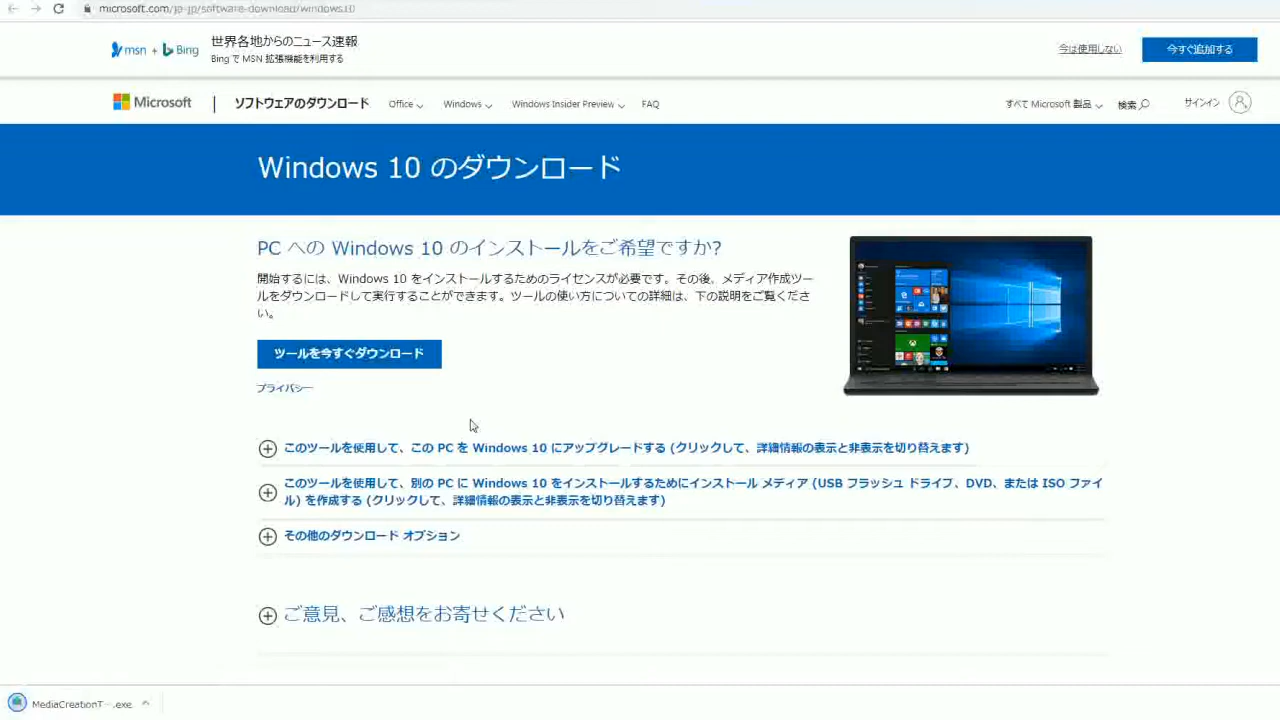 microsoft.com/ja-jp/software-download/windows10
msn + Bing
世界各地からのニュース速報
Bing で MSN 拡張機能を利用する
今は使用しない
今すぐ追加する
Microsoft
ソフトウェアのダウンロード
Office
Windows
Windows Insider Preview
FAQ
すべて Microsoft 製品
検索
サインイン
Windows 10 のダウンロード
PC への Windows 10 のインストールをご希望ですか?
開始するには、Windows 10 をインストールするためのライセンスが必要です。その後、メディア作成ツー
ルをダウンロードして実行することができます。ツールの使い方についての詳細は、下の説明をご覧くださ
い。
ツールを今すぐダウンロード
プライバシー
このツールを使用して、この PC を Windows 10 にアップグレードする (クリックして、詳細情報の表示と非表示を切り替えます)
このツールを使用して、別の PC に Windows 10 をインストールするためにインストール メディア (USB フラッシュ ドライブ、DVD、または ISO ファイ
ル) を作成する (クリックして、詳細情報の表示と非表示を切り替えます)
その他のダウンロード オプション
ご意見、ご感想をお寄せください
MediaCreationT....exe